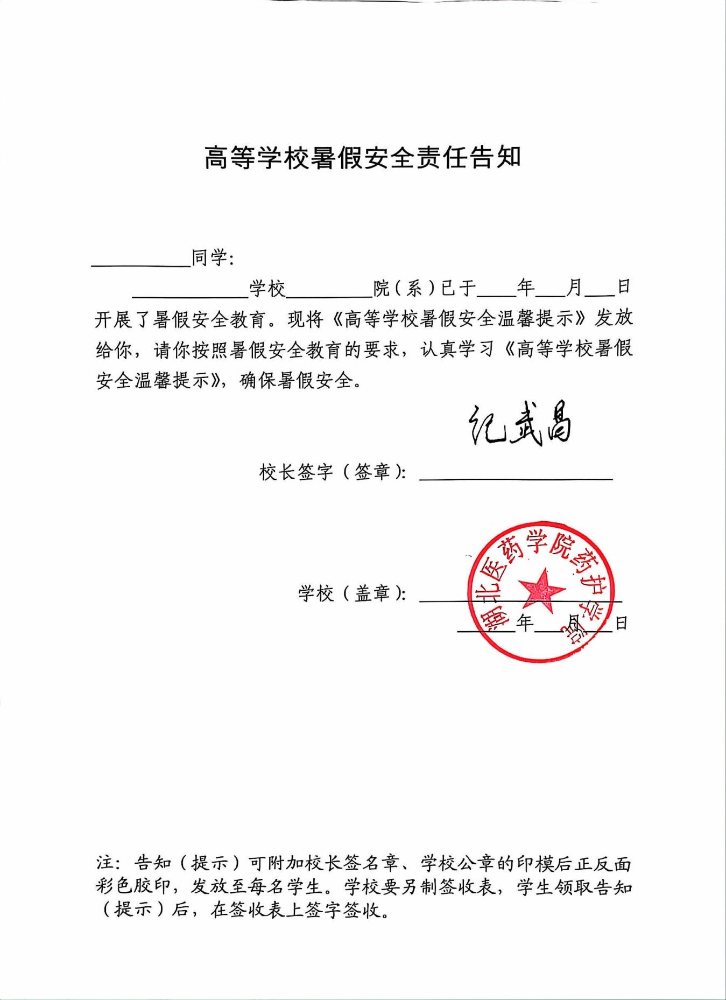 高等学校暑假安全责任告知
__________同学:
____________学校_________院(系)已于____年___月___日
开展了暑假安全教育。现将《高等学校暑假安全温馨提示》发放
给你，请你按照暑假安全教育的要求，认真学习《高等学校暑假
安全温馨提示》，确保暑假安全。
纪武昌
校长签字(签章):____________________
湖北医药学院药护学院
学校(盖章):_____________________
______年___月___日
注：告知(提示)可附加校长签名章、学校公章的印模后正反面
彩色胶印，发放至每名学生。学校要另制签收表，学生领取告知
(提示)后，在签收表上签字签收。